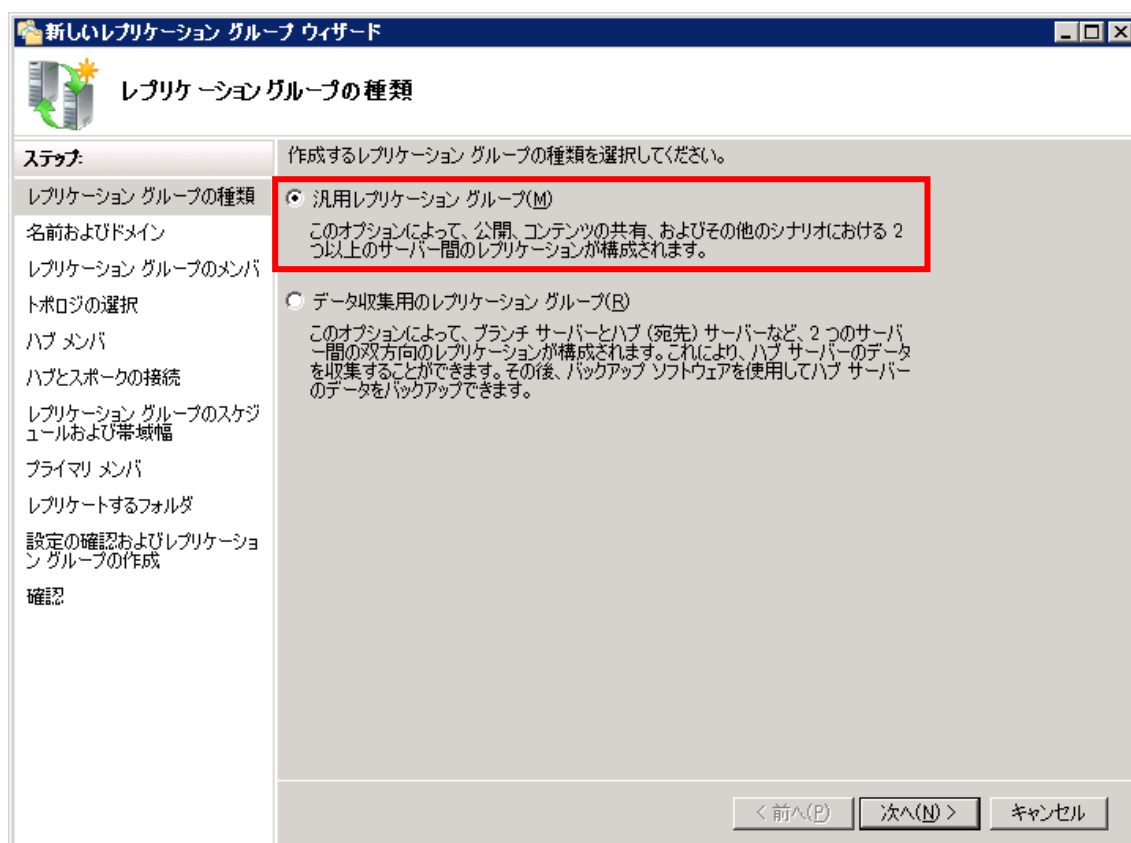 新しいレプリケーション グループ ウィザード
レプリケーション グループの種類
ステップ:
作成するレプリケーション グループの種類を選択してください。
レプリケーション グループの種類
名前およびドメイン
レプリケーション グループのメンバ
トポロジの選択
ハブ メンバ
ハブとスポークの接続
レプリケーション グループのスケジ
ュールおよび帯域幅
プライマリ メンバ
レプリケートするフォルダ
設定の確認およびレプリケーショ
ン グループの作成
確認
汎用レプリケーション グループ(M)
このオプションによって、公開、コンテンツの共有、およびその他のシナリオにおける 2
つ以上のサーバー間のレプリケーションが構成されます。
データ収集用のレプリケーション グループ(R)
このオプションによって、ブランチ サーバーとハブ (宛先) サーバーなど、2 つのサーバ
ー間の双方向のレプリケーションが構成されます。これにより、ハブ サーバーのデータ
を収集することができます。その後、バックアップ ソフトウェアを使用してハブ サーバー
のデータをバックアップできます。
< 前へ(P)
次へ(N) >
キャンセル